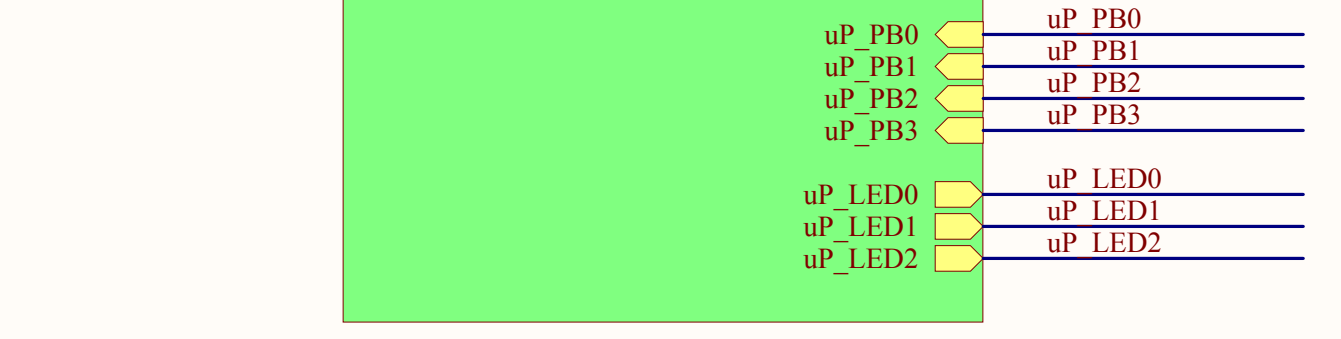 uP_PB0 uP_PB0
uP_PB1 uP_PB1
uP_PB2 uP_PB2
uP_PB3 uP_PB3
uP_LED0 uP_LED0
uP_LED1 uP_LED1
uP_LED2 uP_LED2